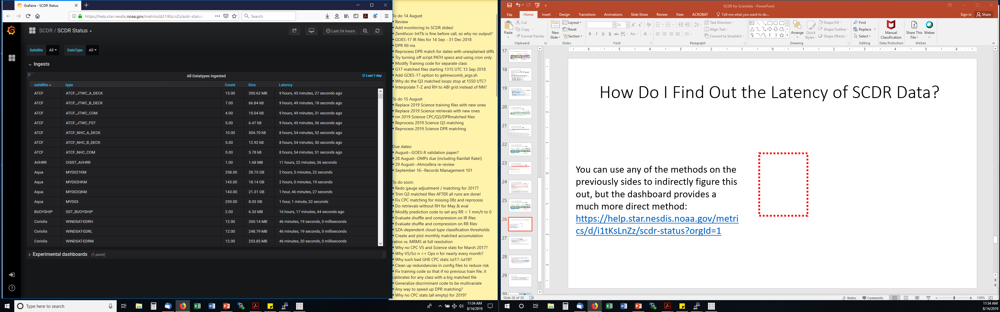 Grafana - SCDR Status
https://help.star.nesdis.noaa.gov/metrics/d/i1tKsLnZz/scdr-status
Search
SCDR / SCDR Status
Last 24 hours
Satellite All DataType All
Ingests
All Datatypes ingested
Last 1 day
satellite type Count Size Latency
ATCF ATCF_JTWC_A_DECK 15.00 200.62 MB 9 hours, 45 minutes, 27 seconds ago
ATCF ATCF_JTWC_B_DECK 7.00 66.84 kB 9 hours, 49 minutes, 18 seconds ago
ATCF ATCF_JTWC_COM 4.00 10.04 kB 9 hours, 49 minutes, 31 seconds ago
ATCF ATCF_JTWC_FST 5.00 6.47 kB 9 hours, 45 minutes, 36 seconds ago
ATCF ATCF_NHC_A_DECK 10.00 504.70 kB 8 hours, 54 minutes, 52 seconds ago
ATCF ATCF_NHC_B_DECK 5.00 12.92 kB 8 hours, 54 minutes, 50 seconds ago
ATCF ATCF_NHC_COM 5.00 5.78 kB 8 hours, 54 minutes, 51 seconds ago
AVHRR OISST_AVHRR 1.00 1.68 MB 11 hours, 22 minutes, 36 seconds
Aqua MYD021KM 258.00 28.75 GB 2 hours, 5 minutes, 22 seconds
Aqua MYD02HKM 143.00 18.14 GB 2 hours, 0 minutes, 19 seconds
Aqua MYD02QKM 143.00 21.31 GB 1 hour, 46 minutes, 27 seconds
Aqua MYD03 259.00 8.03 GB 1 hour, 1 minute, 32 seconds
BUOYSHIP SST_BUOYSHIP 2.00 6.33 MB 16 hours, 17 minutes, 44 seconds ago
Coriolis WINDSAT-EDRH 12.00 260.14 MB 46 minutes, 19 seconds, 0 milliseconds
Coriolis WINDSAT-EDRL 12.00 248.79 MB 46 minutes, 19 seconds, 0 milliseconds
Coriolis WINDSAT-EDRM 12.00 253.85 MB 46 minutes, 20 seconds, 0 milliseconds
Experimental dashboards (1 panel)
To do 14 August
• Review
• Add monitoring to SCDR slides!
• Zenithcor: IntTb is fine before call, so why no output?
• GOES-17 IR files for 14 Sep - 31 Dec 2018
• DPR fill-ins
• Reprocess DPR match for dates with unexplained diffs
• Try turning off script PATH specs and using cron only
• Modify Training code for separate class
• G17 matched files starting 1315 UTC 13 Sep 2018
• Add GOES-17 option to getmwcomb_args.sh
• Why do the Q3 matched loops stop at 1550 UTC?
• Interpolate T-Z and RH to ABI grid instead of NN?
To do 15 August
• Replace 2019 Science training files with new ones
• Replace 2019 Science retrievals with new ones
• rm 2019 Science CPC/Q3/DPRmatched files
• Reprocess 2019 Science Q3 matching
• Reprocess 2019 Science DPR matching
Due dates:
• August--GOES-R validation paper?
• 28 August--DMPs due (including Rainfall Rate!)
• 29 August--Atmosfera re-review
• September 16--Records Management 101
To do soon:
• Redo gauge adjustment / matching for 2017?
• Trim Q3 matched files AFTER all runs are done!
• Fix CPC matching for missing 08z and reprocess
• Do retrievals without RH for May & eval
• Modify prediction code to set any RR < 1 mm/h to 0
• Evaluate shuffle and compression on IR files
• Evaluate shuffle and compression on RR files
• SZA-dependent cloud type classification thresholds
• Create and plot monthly matched accumulation
ratios vs. MRMS at full resolution
• Why no CPC V5 and Science stats for March 2017?
• Why V5/Sci n << Ops n for nearly every month?
• Why such bad GHE CPC stats Jul17-Jul18?
• Clean up redundancies in config files to reduce risk
• Fix training code so that if no previous train file, it
calibrates for any class with a big matched file
• Generalize discriminant code to be multivariate
• Any way to speed up DPR matching?
• Why no CPC stats (all empty) for 2019?
SCDR for Scientists - PowerPoint
File Home Insert Design Transitions Animations Slide Show Review View ACROBAT Tell me what you want to do... Sign in Share
Paste Cut Copy Format Painter
New Slide Layout Reset Section
24
Text Direction Align Text Convert to SmartArt
Arrange Quick Styles Shape Fill Shape Outline Shape Effects
Find Replace Select
Manual Classification Share This File Webex
Clipboard Slides Font Paragraph Drawing Editing Data Protection Webex
6 5 4 3 2 1 0 1 2 3 4 5 6
3 2 1 0 1 2 3
17
18
19
20
21
22
23
24
25
26
27
28
29
30
How Do I Find Out the Latency of SCDR Data?
You can use any of the methods on the
previously sides to indirectly figure this
out, but the dashboard provides a
much more direct method:
https://help.star.nesdis.noaa.gov/metri
cs/d/i1tKsLnZz/scdr-status?orgId=1
Slide 26 of 30 Notes Comments 108%
Type here to search
11:34 AM
8/14/2019
11:34 AM
8/14/2019